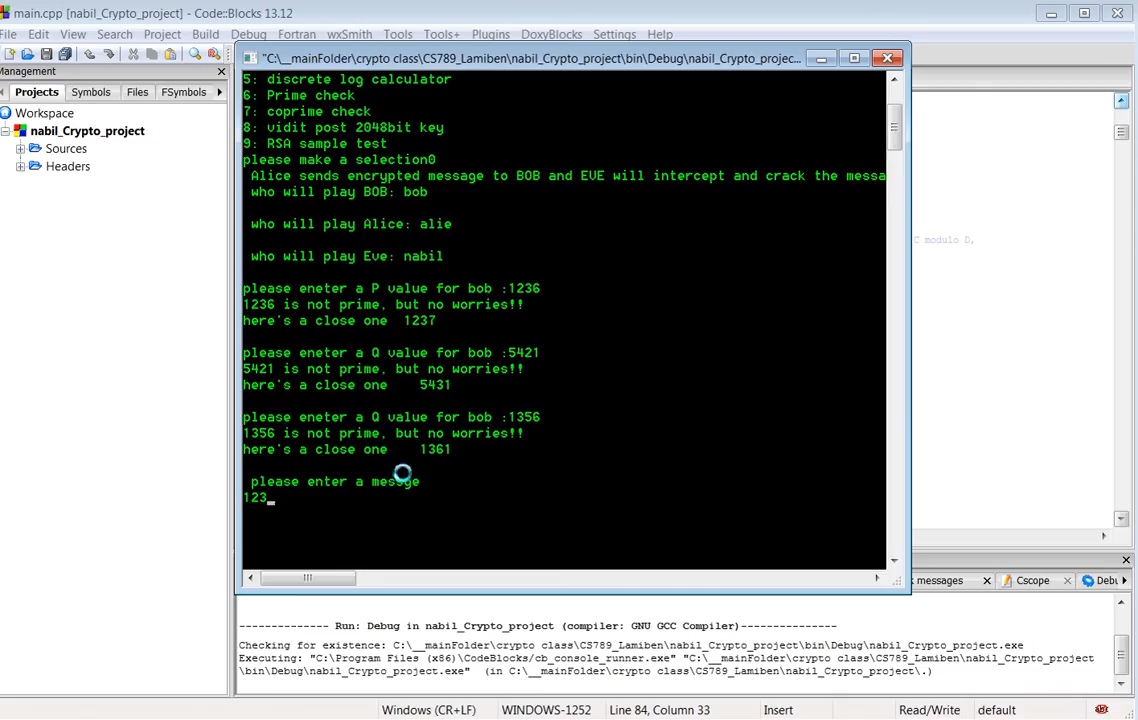 main.cpp [nabil_Crypto_project] - Code::Blocks 13.12
File Edit View Search Project Build Debug Fortran wxSmith Tools Tools+ Plugins DoxyBlocks Settings Help
Management
Projects Symbols Files FSymbols
Workspace
nabil_Crypto_project
Sources
Headers
"C:\__mainFolder\crypto class\CS789_Lamiben\nabil_Crypto_project\bin\Debug\nabil_Crypto_projec...
5: discrete log calculator
6: Prime check
7: coprime check
8: vidit post 2048bit key
9: RSA sample test
please make a selection0
Alice sends encrypted message to BOB and EVE will intercept and crack the messa
who will play BOB: bob
who will play Alice: alie
who will play Eve: nabil
please eneter a P value for bob :1236
1236 is not prime, but no worries!!
here's a close one 1237
please eneter a Q value for bob :5421
5421 is not prime, but no worries!!
here's a close one 5431
please eneter a Q value for bob :1356
1356 is not prime, but no worries!!
here's a close one 1361
please enter a messge
123_
C modulo D,
messages Cscope Debu
-------------- Run: Debug in nabil_Crypto_project (compiler: GNU GCC Compiler)---------------
Checking for existence: C:\__mainFolder\crypto class\CS789_Lamiben\nabil_Crypto_project\bin\Debug\nabil_Crypto_project.exe
Executing: "C:\Program Files (x86)\CodeBlocks/cb_console_runner.exe" "C:\__mainFolder\crypto class\CS789_Lamiben\nabil_Crypto_project
\bin\Debug\nabil_Crypto_project.exe" (in C:\__mainFolder\crypto class\CS789_Lamiben\nabil_Crypto_project\.)
Windows (CR+LF) WINDOWS-1252 Line 84, Column 33 Insert Read/Write default